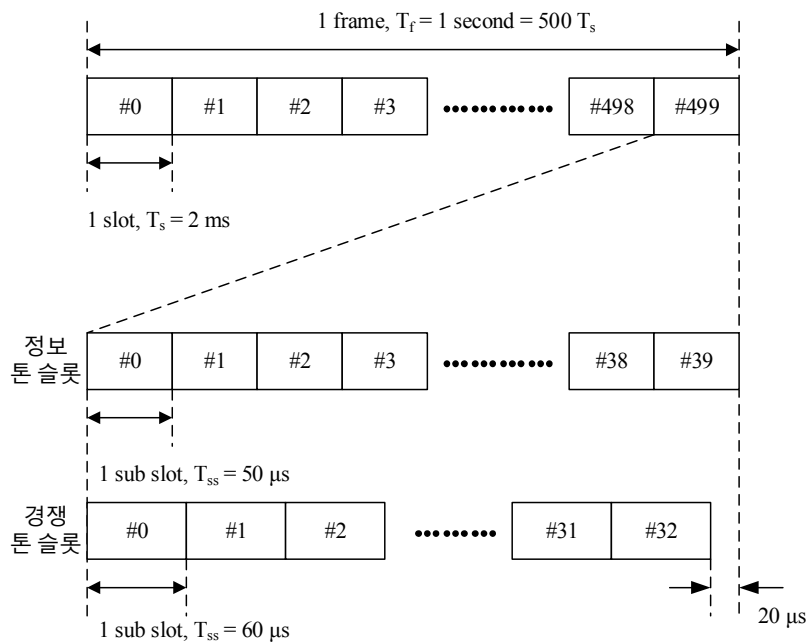 1 frame, T_f = 1 second = 500 T_s
#0 #1 #2 #3 #498 #499
1 slot, T_s = 2 ms
정보
톤 슬롯
#0 #1 #2 #3 #38 #39
1 sub slot, T_ss = 50 μs
경쟁
톤 슬롯
#0 #1 #2 #31 #32
1 sub slot, T_ss = 60 μs
20 μs